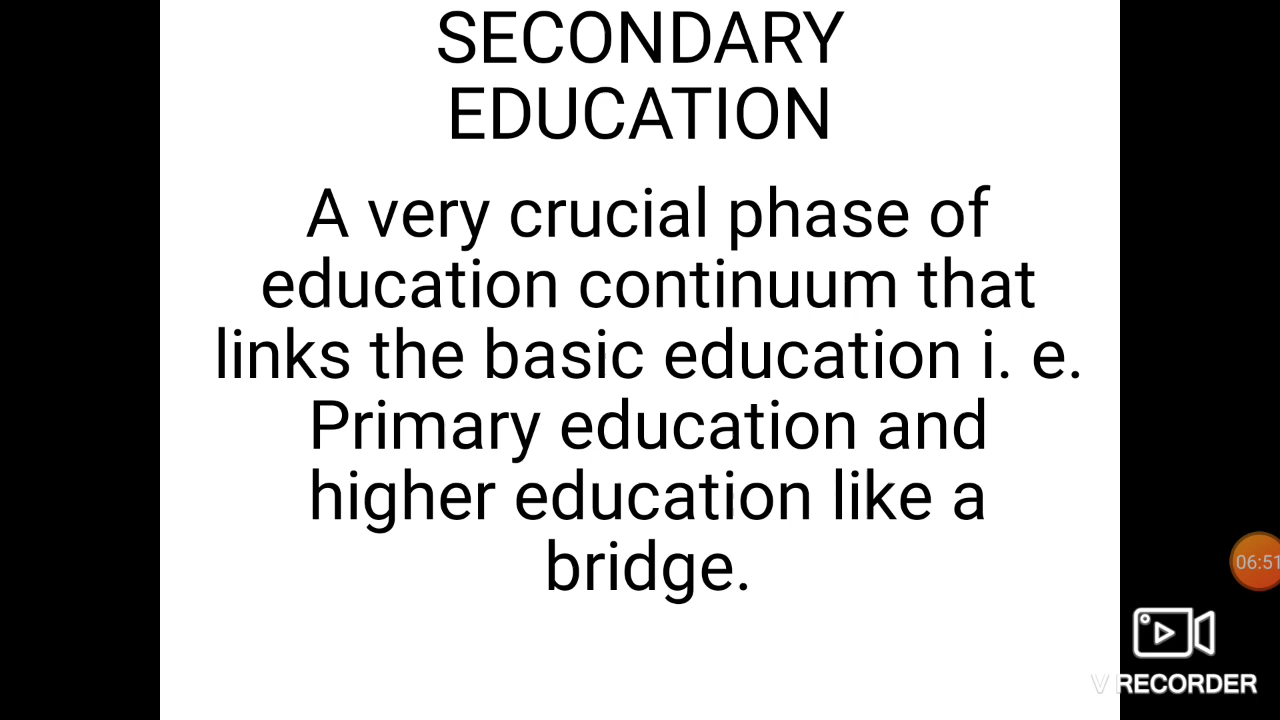 SECONDARY
EDUCATION
A very crucial phase of
education continuum that
links the basic education i. e.
Primary education and
higher education like a
bridge.
06:51
V RECORDER